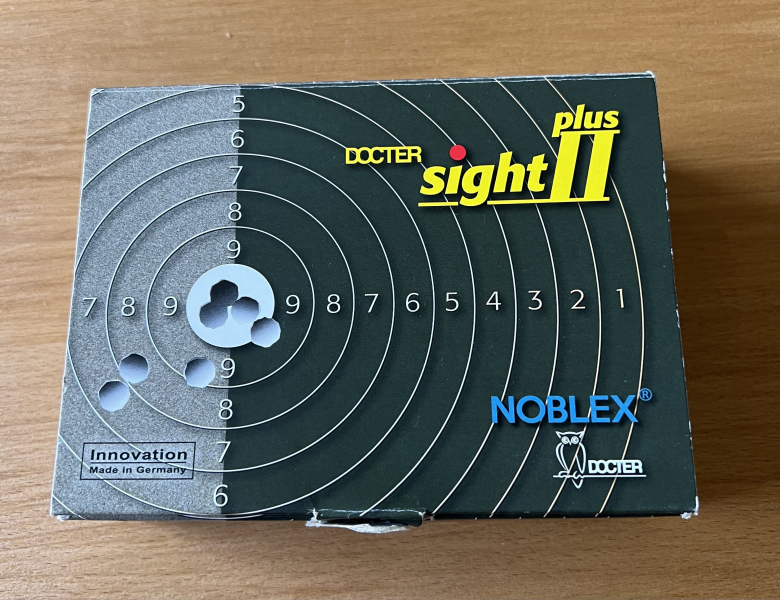 plus
DOCTER sight II
5
6
7
8
9
7 8 9 9 8 7 6 5 4 3 2 1
9
8
7
6
NOBLEX®
DOCTER
Innovation
Made in Germany